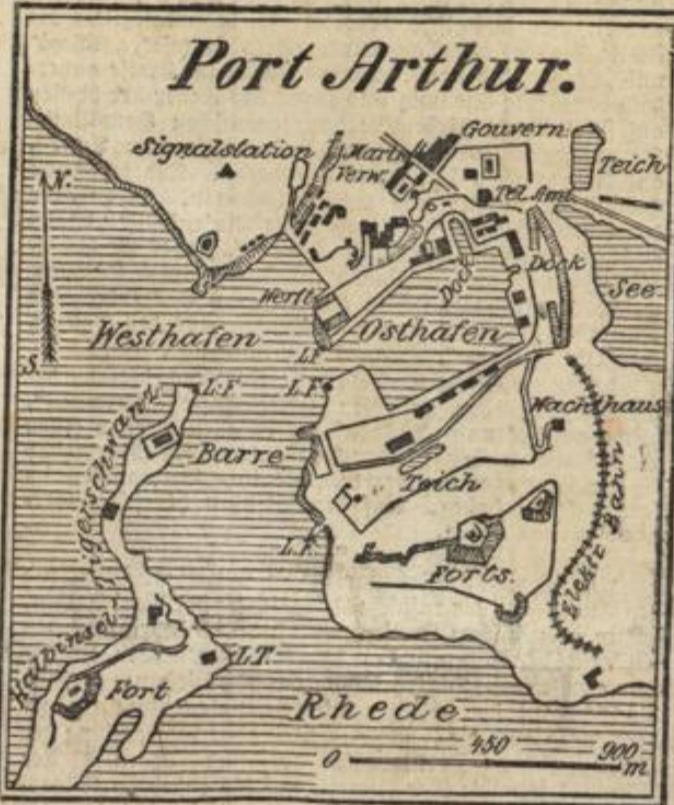 Port Arthur.
Signalstation
Marin
Verw.
Gouvern.
Teich
Tel. Amt.
N.
S.
Werft
L.F.
Dock
Dock
See
Westhafen
Osthafen
L.F.
L.F.
Wachthaus
Barre
Teich
Halbinsel Tigerschwanz
L.F.
Forts.
Elektr. Bahn
L.T.
Fort
Rhede
0 450 900
m